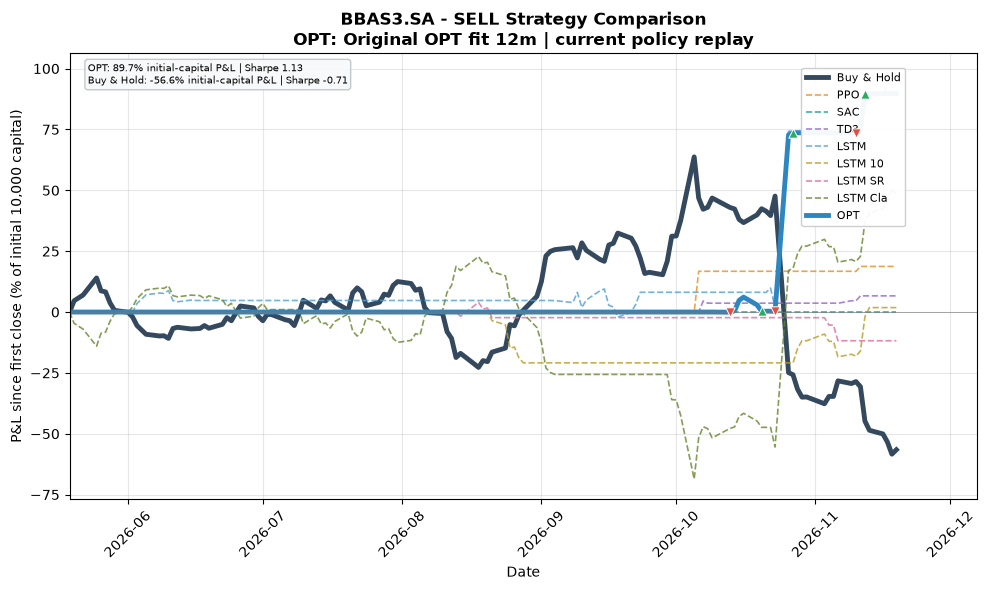 BBAS3.SA - SELL Strategy Comparison
OPT: Original OPT fit 12m | current policy replay
OPT: 89.7% initial-capital P&L | Sharpe 1.13
Buy & Hold: -56.6% initial-capital P&L | Sharpe -0.71
Buy & Hold
PPO
SAC
TD3
LSTM
LSTM 10
LSTM SR
LSTM Cla
OPT
P&L since first close (% of initial 10,000 capital)
100
75
50
25
0
−25
−50
−75
2026-06
2026-07
2026-08
2026-09
2026-10
2026-11
2026-12
Date